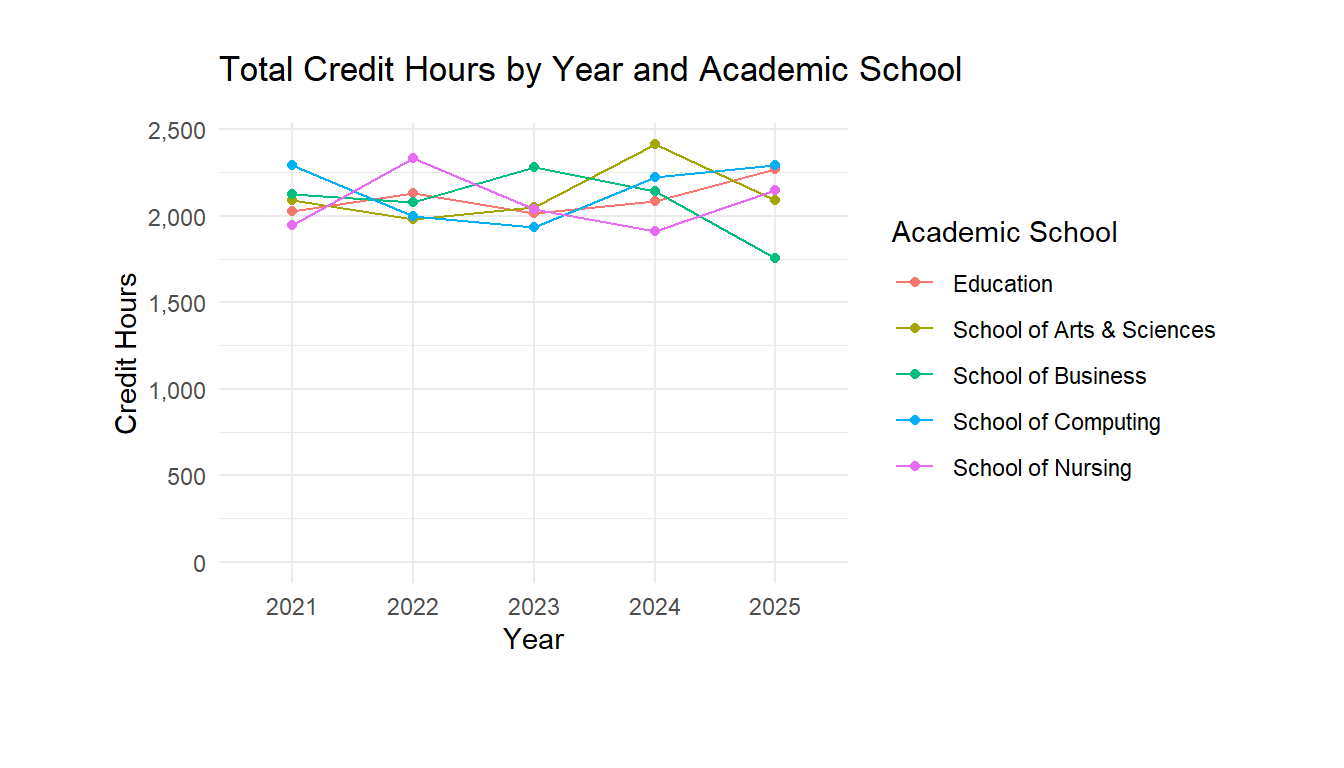 Total Credit Hours by Year and Academic School
2,500
2,000
1,500
1,000
500
0
Credit Hours
2021 2022 2023 2024 2025
Year
Academic School
Education
School of Arts & Sciences
School of Business
School of Computing
School of Nursing